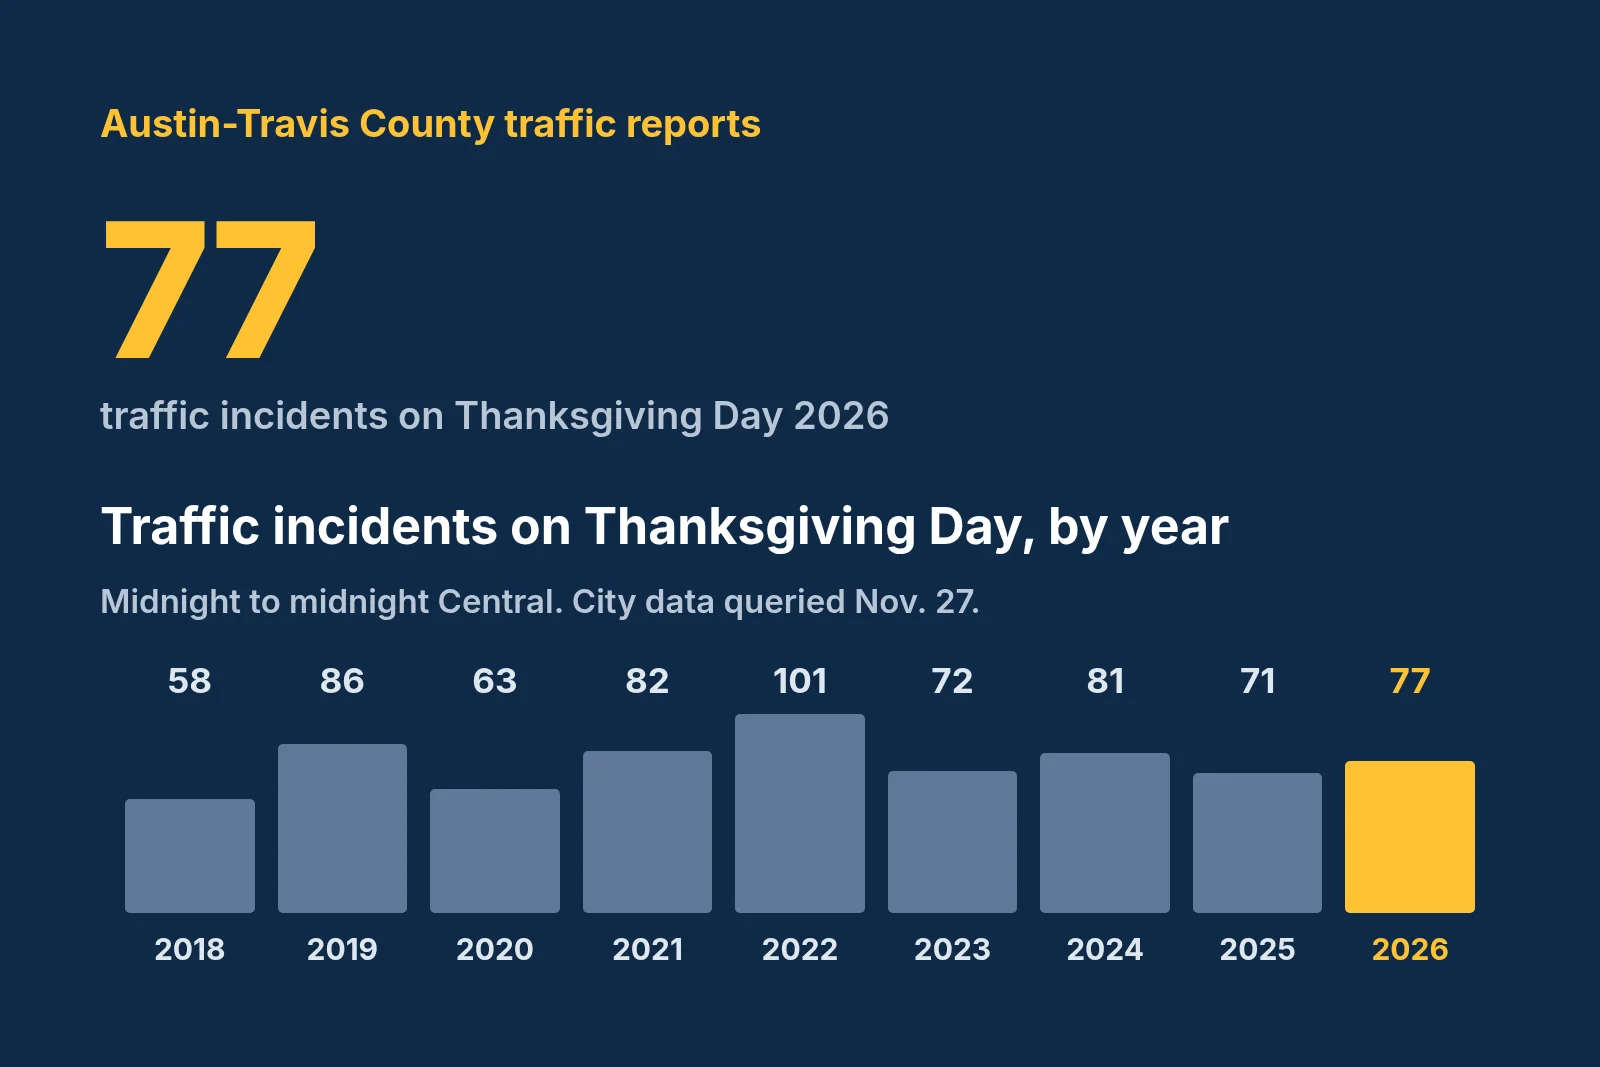 Austin-Travis County traffic reports
77
traffic incidents on Thanksgiving Day 2026
Traffic incidents on Thanksgiving Day, by year
Midnight to midnight Central. City data queried Nov. 27.
58 86 63 82 101 72 81 71 77
2018 2019 2020 2021 2022 2023 2024 2025 2026